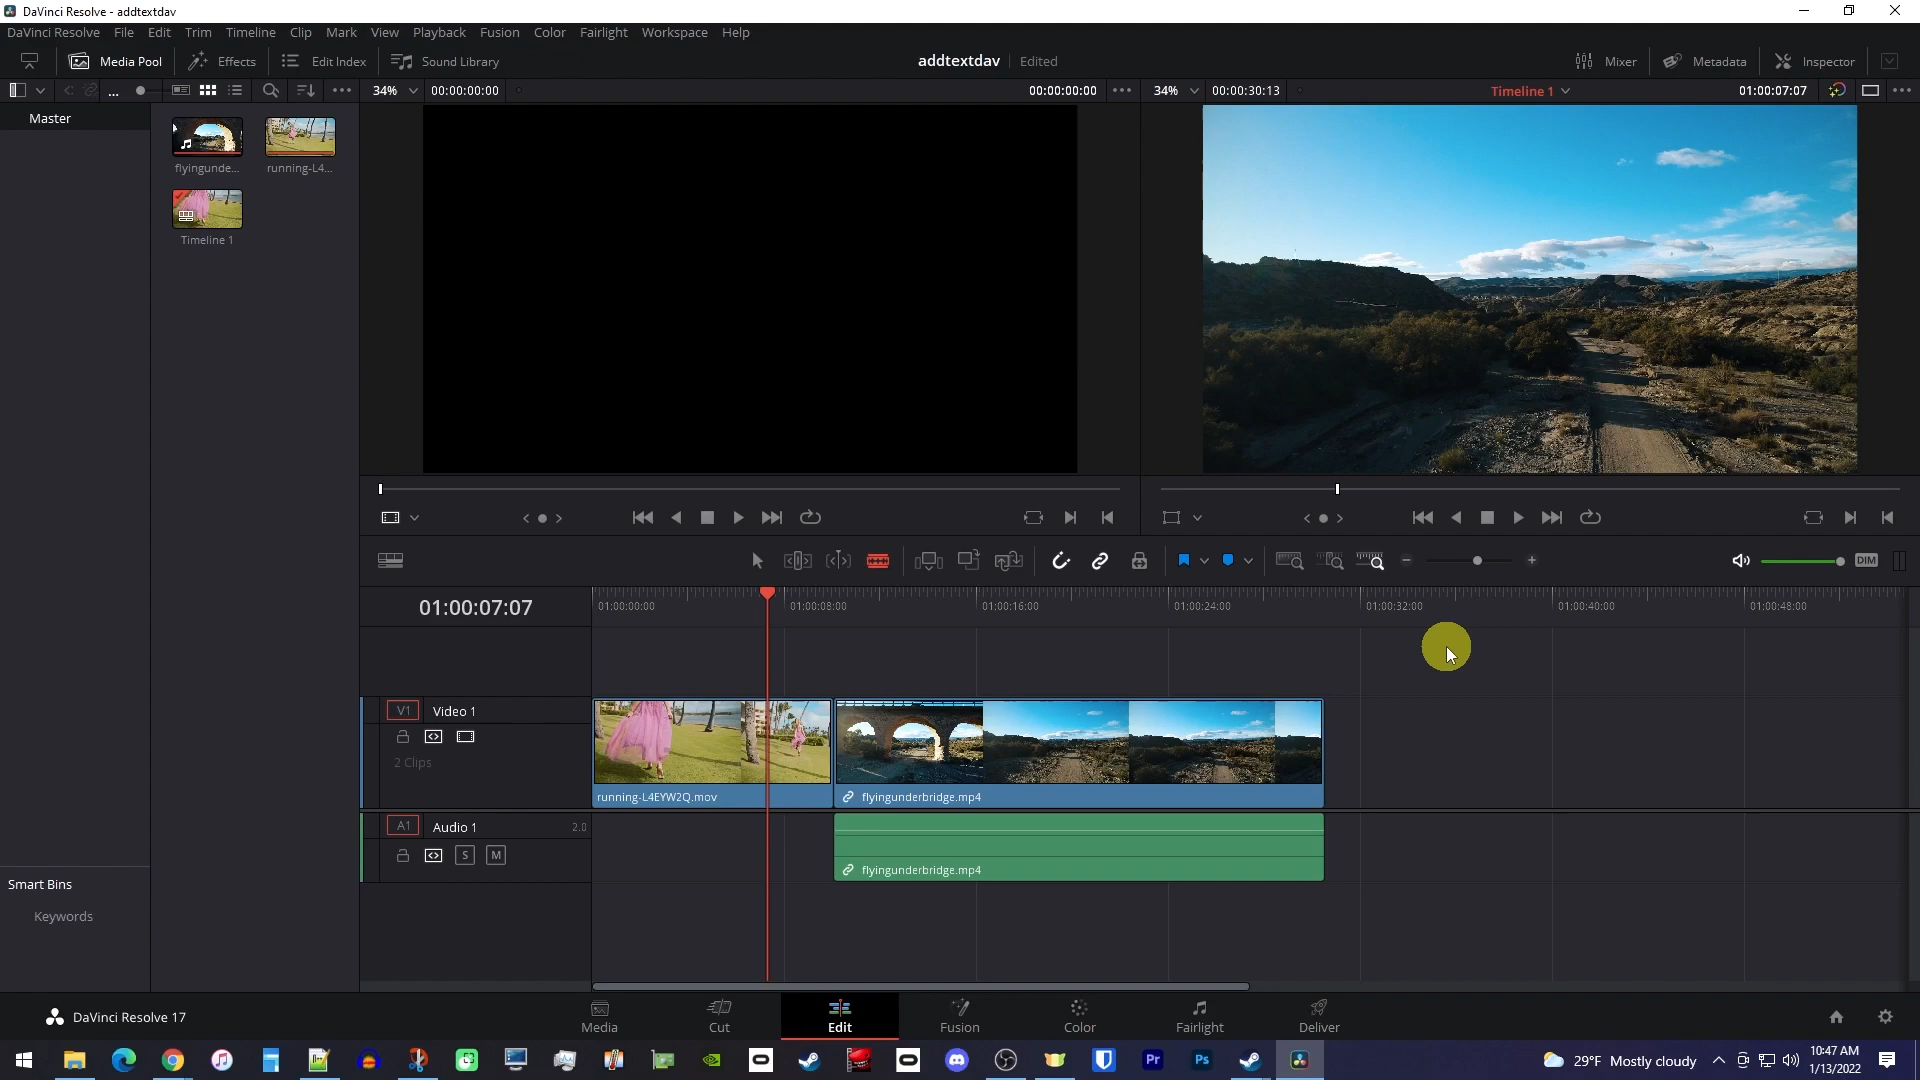 DaVinci Resolve - addtextdav
DaVinci Resolve File Edit Trim Timeline Clip Mark View Playback Fusion Color Fairlight Workspace Help
Media Pool Effects Edit Index Sound Library addtextdav Edited Mixer Metadata Inspector
... 34% 00:00:00:00 00:00:00:00 34% 00:00:30:13 Timeline 1 01:00:07:07
Master
flyingunde... running-L4...
Timeline 1
DIM
01:00:07:07 01:00:00:00 01:00:08:00 01:00:16:00 01:00:24:00 01:00:32:00 01:00:40:00 01:00:48:00
V1 Video 1
2 Clips
running-L4EYW2Q.mov flyingunderbridge.mp4
A1 Audio 1 2.0
S M
flyingunderbridge.mp4
Smart Bins
Keywords
DaVinci Resolve 17
Media Cut Edit Fusion Color Fairlight Deliver
Pr Ps 29°F Mostly cloudy 10:47 AM
1/13/2022